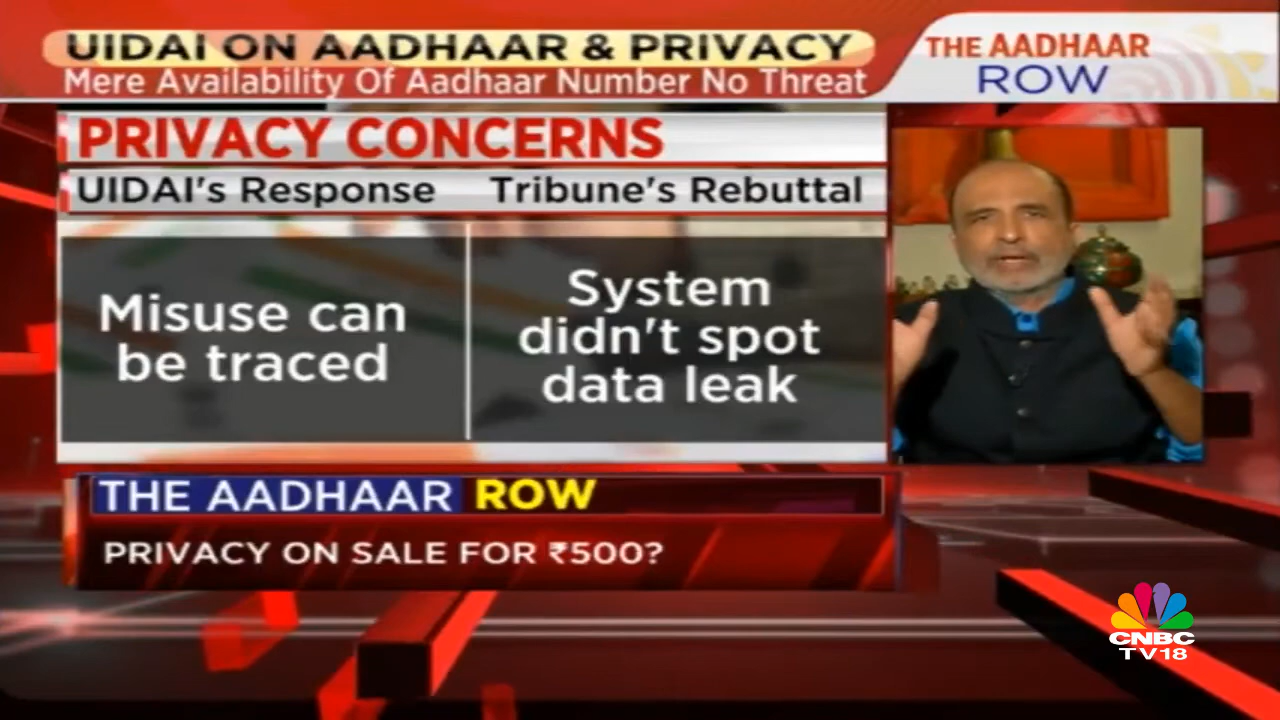 UIDAI ON AADHAAR & PRIVACY
Mere Availability Of Aadhaar Number No Threat
THE AADHAAR
ROW
PRIVACY CONCERNS
UIDAI's Response
Tribune's Rebuttal
Misuse can
be traced
System
didn't spot
data leak
THE AADHAAR ROW
PRIVACY ON SALE FOR ₹500?
CNBC
TV18